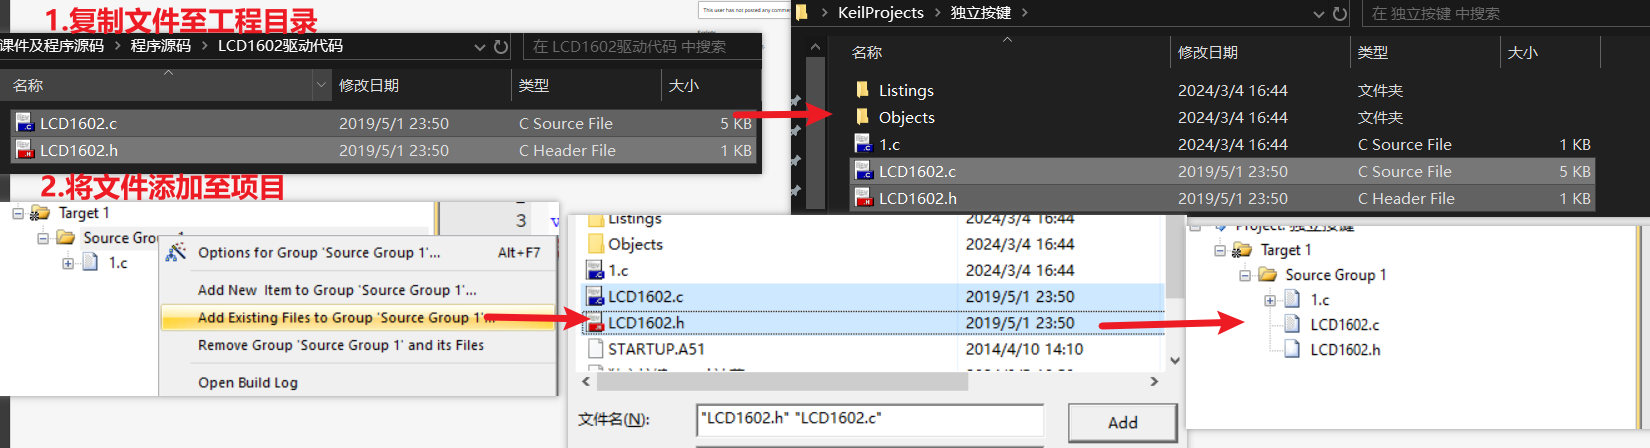 1.复制文件至工程目录
This user has not posted any comme
课件及程序源码 › 程序源码 › LCD1602驱动代码
在 LCD1602驱动代码 中搜索
名称 修改日期 类型 大小
LCD1602.c 2019/5/1 23:50 C Source File 5 KB
LCD1602.h 2019/5/1 23:50 C Header File 1 KB
› KeilProjects › 独立按键 ›
在 独立按键 中搜索
名称 修改日期 类型 大小
Listings 2024/3/4 16:44 文件夹
Objects 2024/3/4 16:44 文件夹
1.c 2024/3/4 16:44 C Source File 1 KB
LCD1602.c 2019/5/1 23:50 C Source File 5 KB
LCD1602.h 2019/5/1 23:50 C Header File 1 KB
2.将文件添加至项目
Target 1
Source Grou
1.c
3 v
Options for Group 'Source Group 1'... Alt+F7
Add New Item to Group 'Source Group 1'...
Add Existing Files to Group 'Source Group 1'...
Remove Group 'Source Group 1' and its Files
Open Build Log
Listings 2024/3/4 16:44
Objects 2024/3/4 16:44
1.c 2024/3/4 16:44
LCD1602.c 2019/5/1 23:50
LCD1602.h 2019/5/1 23:50
STARTUP.A51 2014/4/10 14:10
文件名(N): "LCD1602.h" "LCD1602.c"
Add
Project: 独立按键
Target 1
Source Group 1
1.c
LCD1602.c
LCD1602.h